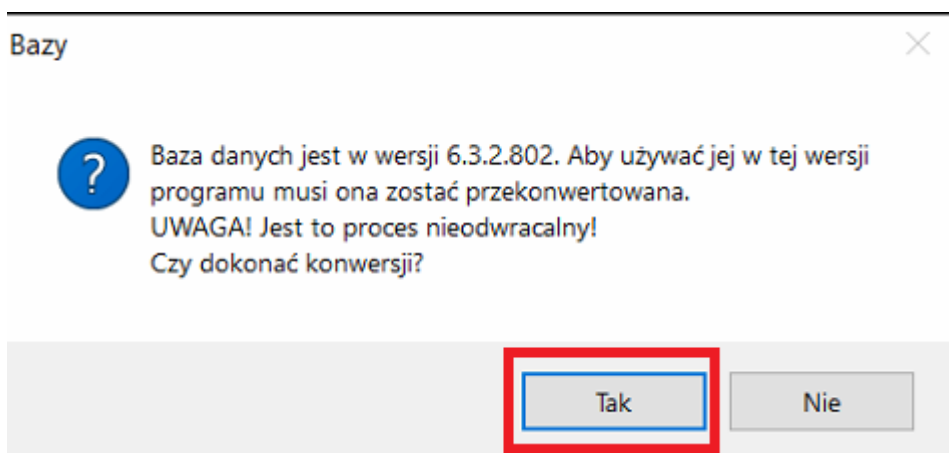 Bazy
?
Baza danych jest w wersji 6.3.2.802. Aby używać jej w tej wersji
programu musi ona zostać przekonwertowana.
UWAGA! Jest to proces nieodwracalny!
Czy dokonać konwersji?
Tak Nie